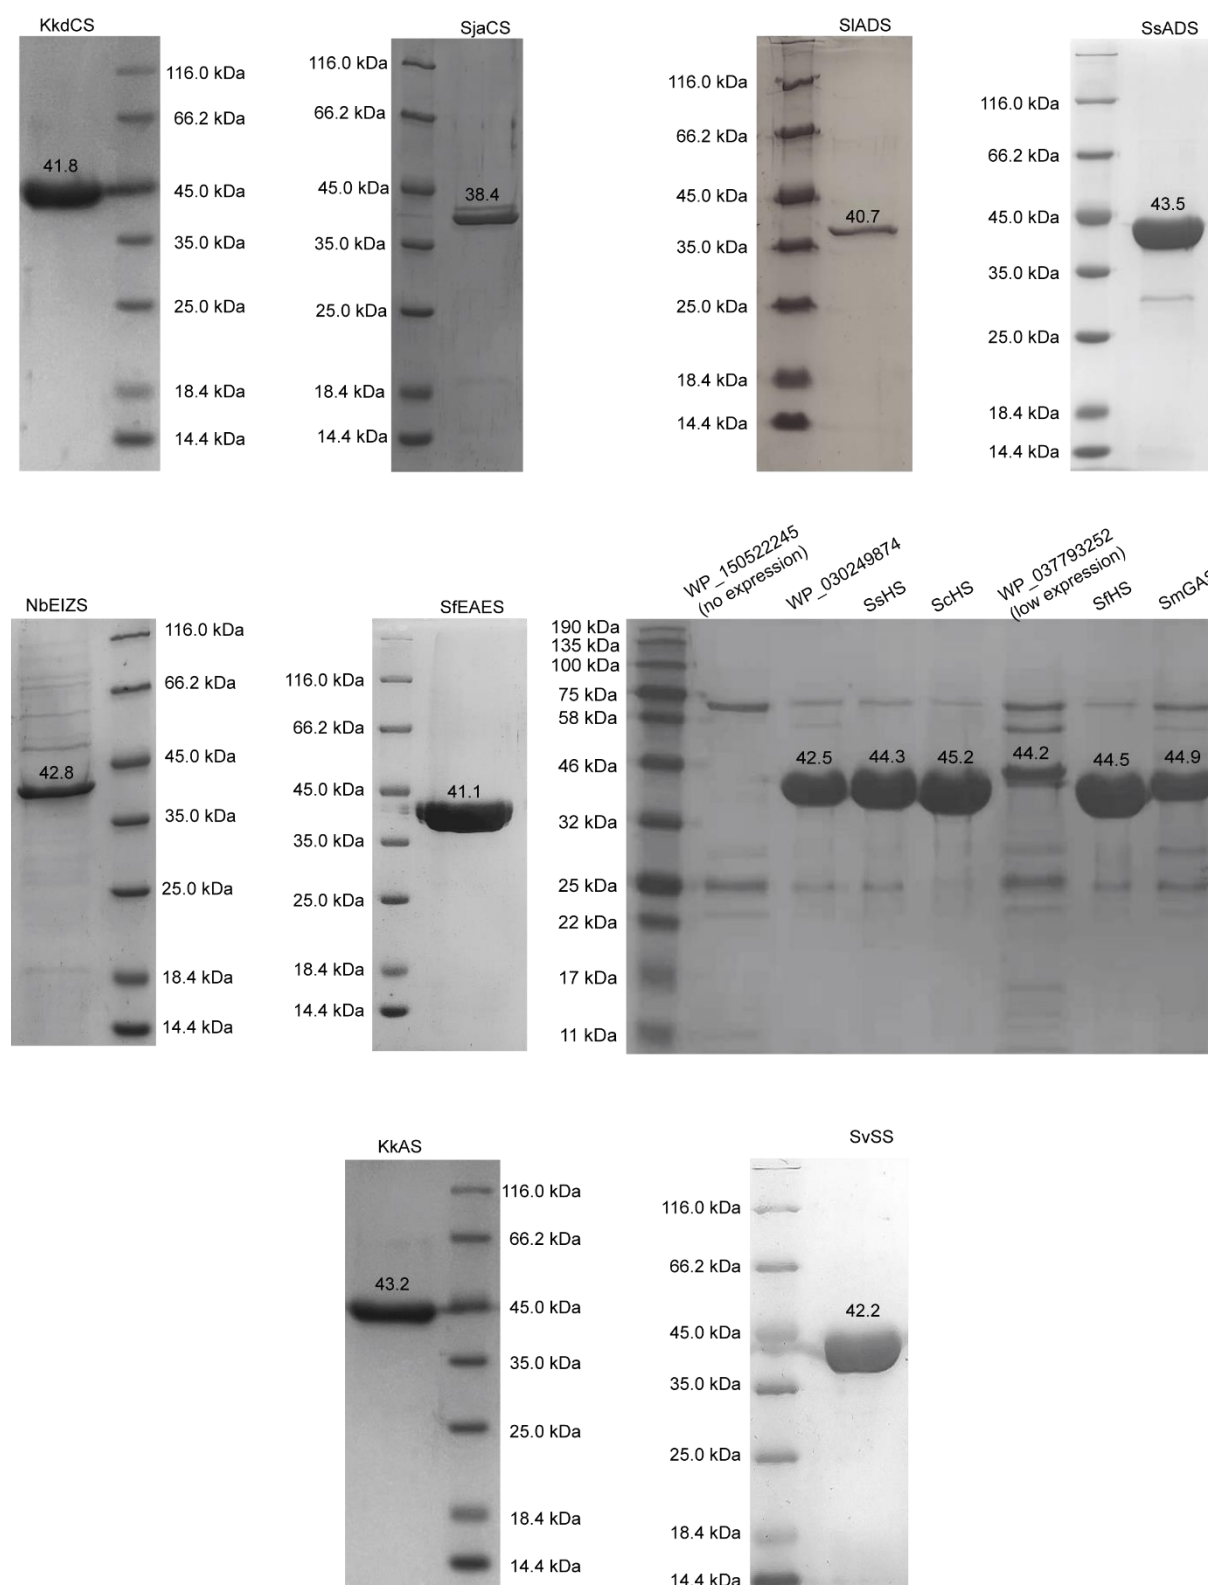 KkdCS
116.0 kDa
66.2 kDa
41.8
45.0 kDa
35.0 kDa
25.0 kDa
18.4 kDa
14.4 kDa
SjaCS
116.0 kDa
66.2 kDa
45.0 kDa
38.4
35.0 kDa
25.0 kDa
18.4 kDa
14.4 kDa
SlADS
116.0 kDa
66.2 kDa
45.0 kDa
40.7
35.0 kDa
25.0 kDa
18.4 kDa
14.4 kDa
SsADS
116.0 kDa
66.2 kDa
45.0 kDa
43.5
35.0 kDa
25.0 kDa
18.4 kDa
14.4 kDa
NbEIZS
116.0 kDa
66.2 kDa
45.0 kDa
42.8
35.0 kDa
25.0 kDa
18.4 kDa
14.4 kDa
SfEAES
116.0 kDa
66.2 kDa
45.0 kDa
41.1
35.0 kDa
25.0 kDa
18.4 kDa
14.4 kDa
WP_150522245
(no expression)
WP_030249874
SsHS
ScHS
WP_037793252
(low expression)
SfHS
SmGAS
190 kDa
135 kDa
100 kDa
75 kDa
58 kDa
46 kDa
42.5
44.3
45.2
44.2
44.5
44.9
32 kDa
25 kDa
22 kDa
17 kDa
11 kDa
KkAS
116.0 kDa
66.2 kDa
43.2
45.0 kDa
35.0 kDa
25.0 kDa
18.4 kDa
14.4 kDa
SvSS
116.0 kDa
66.2 kDa
42.2
45.0 kDa
35.0 kDa
25.0 kDa
18.4 kDa
14.4 kDa